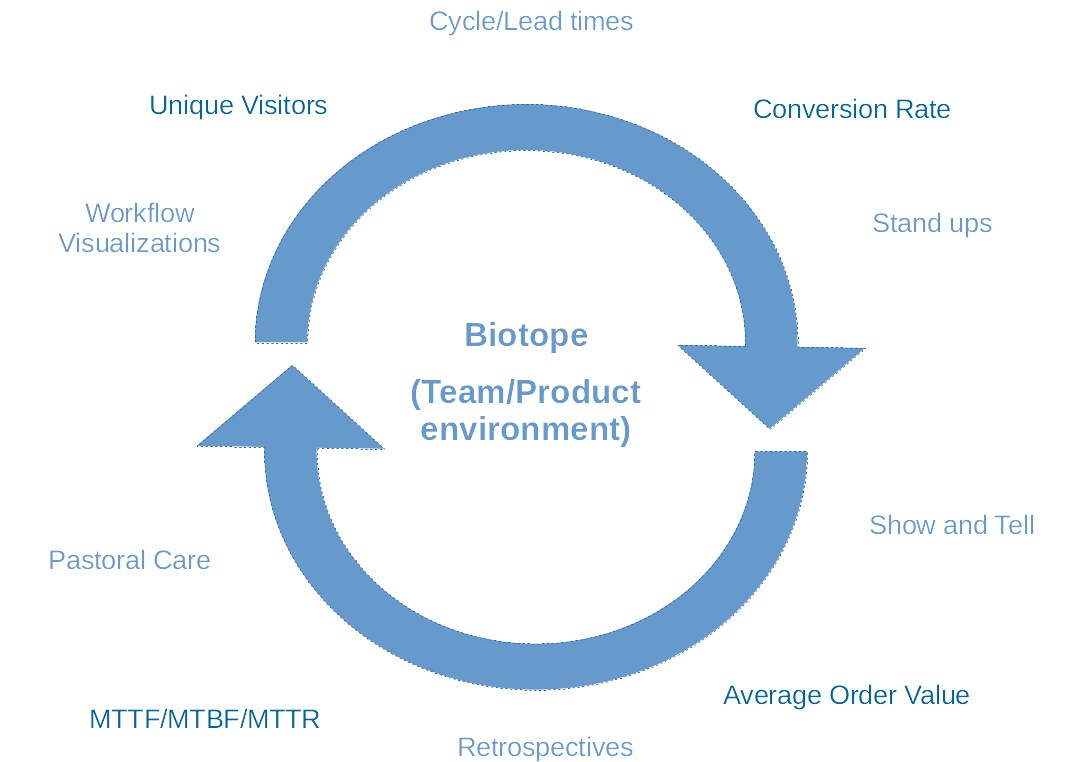 Cycle/Lead times
Unique Visitors
Conversion Rate
Workflow
Visualizations
Stand ups
Biotope
(Team/Product
environment)
Show and Tell
Pastoral Care
Average Order Value
MTTF/MTBF/MTTR
Retrospectives